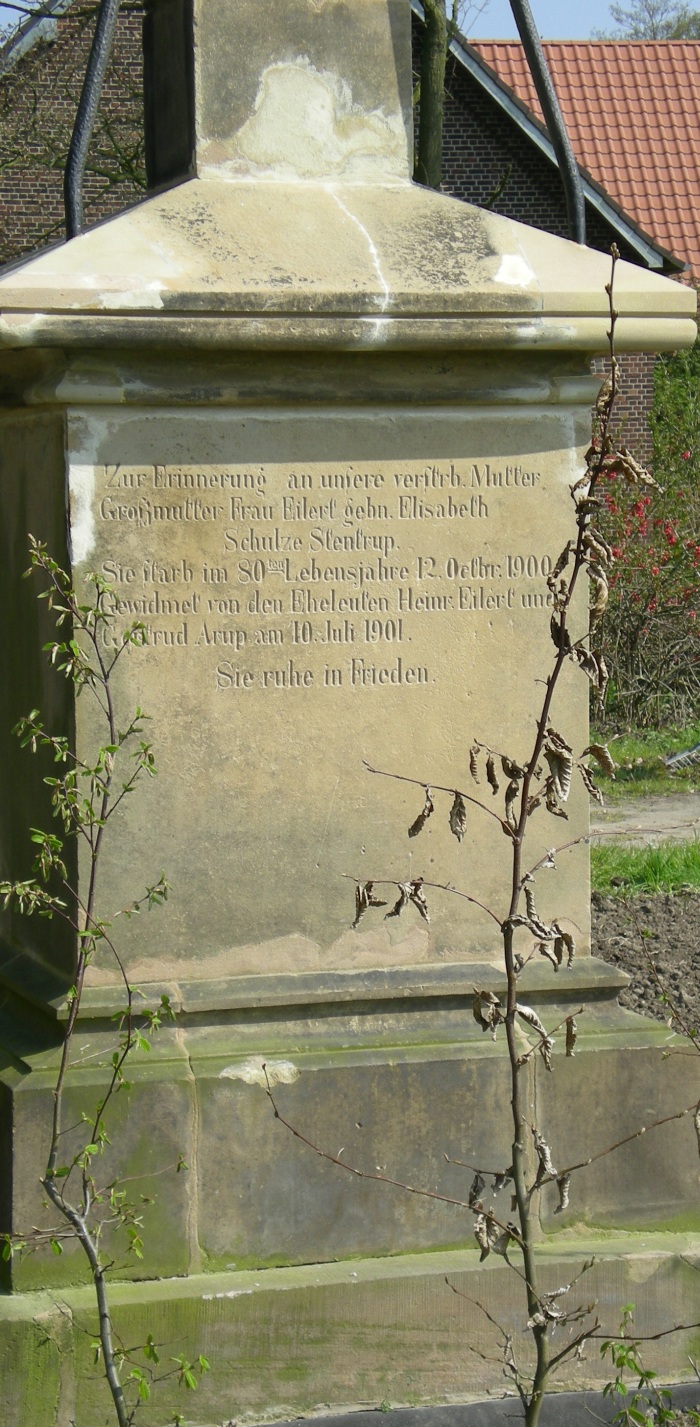 Zur Erinnerung an unsere verstrb. Mutter
Großmutter Frau Eilert gebn. Elisabeth
Schulze Stentrup.
Sie starb im 80ten Lebensjahre 12. Octbr. 1900.
Gewidmet von den Eheleuten Heinr. Eilert und
Gertrud Arup am 10. Juli 1901.
Sie ruhe in Frieden.